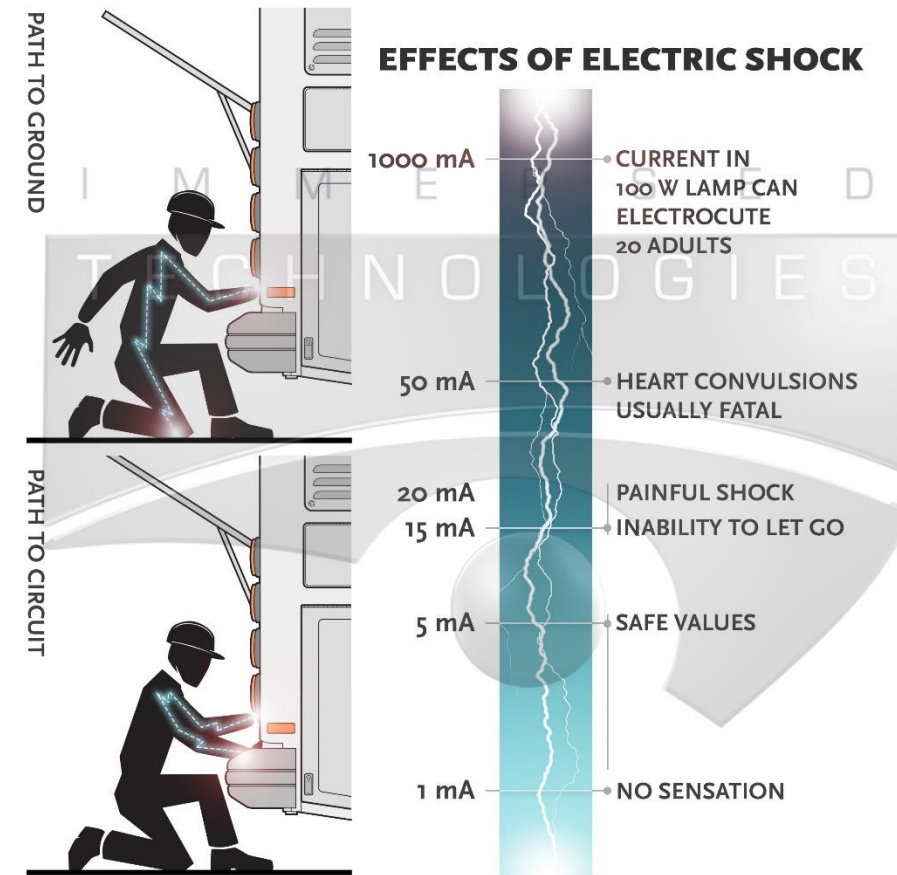 PATH TO GROUND
EFFECTS OF ELECTRIC SHOCK
1000 mA
CURRENT IN
100 W LAMP CAN
ELECTROCUTE
20 ADULTS
IMMERSED
TECHNOLOGIES
50 mA
HEART CONVULSIONS
USUALLY FATAL
PATH TO CIRCUIT
20 mA
PAINFUL SHOCK
15 mA
INABILITY TO LET GO
5 mA
SAFE VALUES
1 mA
NO SENSATION